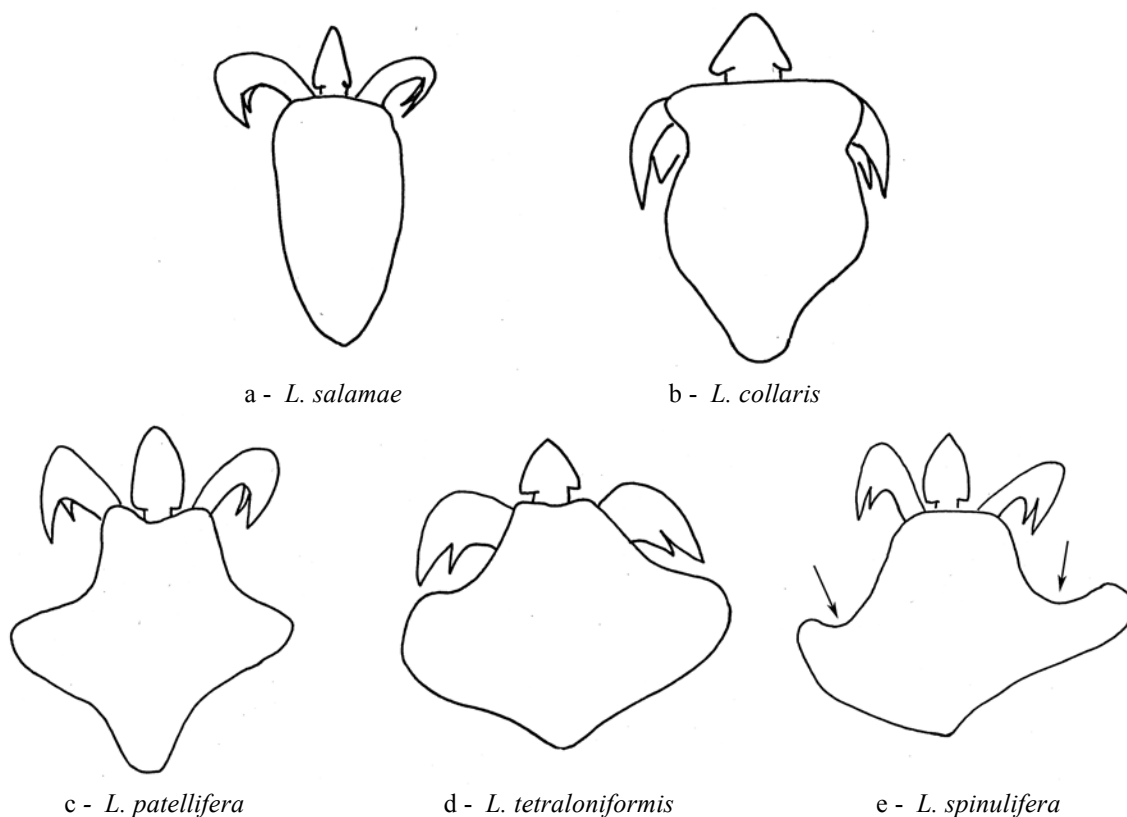 a - L. salamae
b - L. collaris
c - L. patellifera
d - L. tetraloniformis
e - L. spinulifera